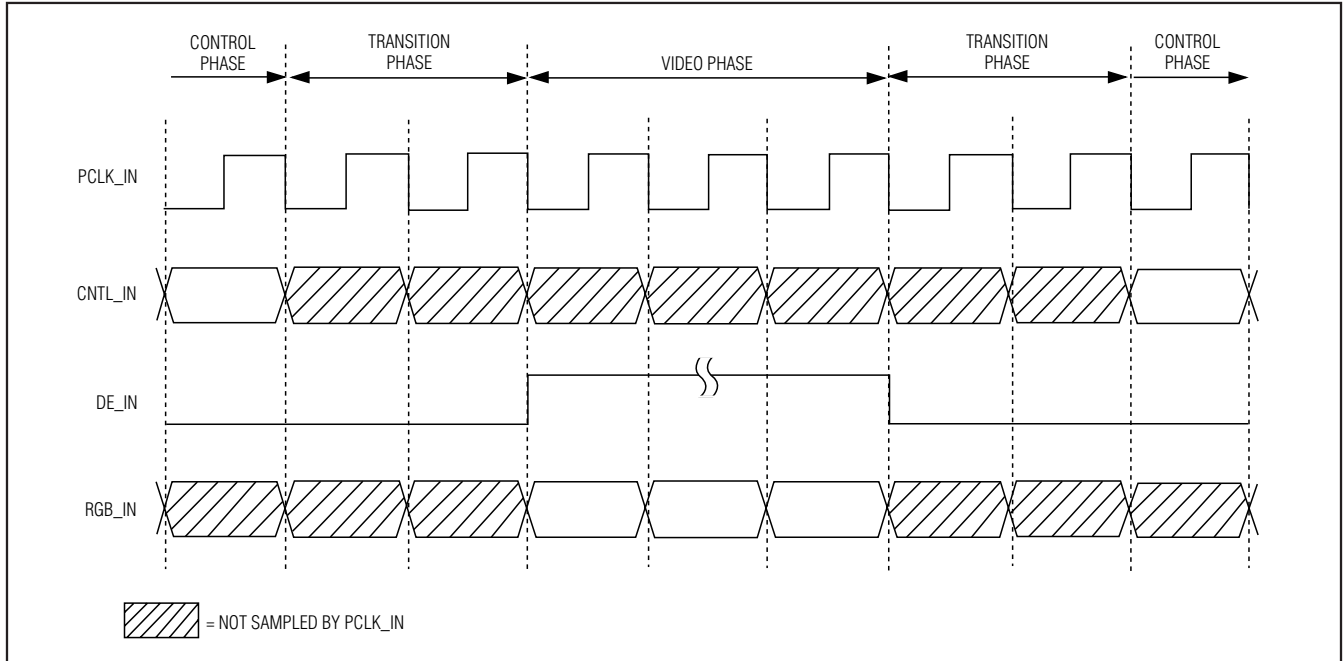 CONTROL
PHASE
TRANSITION
PHASE
VIDEO PHASE
TRANSITION
PHASE
CONTROL
PHASE
PCLK_IN
CNTL_IN
DE_IN
RGB_IN
= NOT SAMPLED BY PCLK_IN